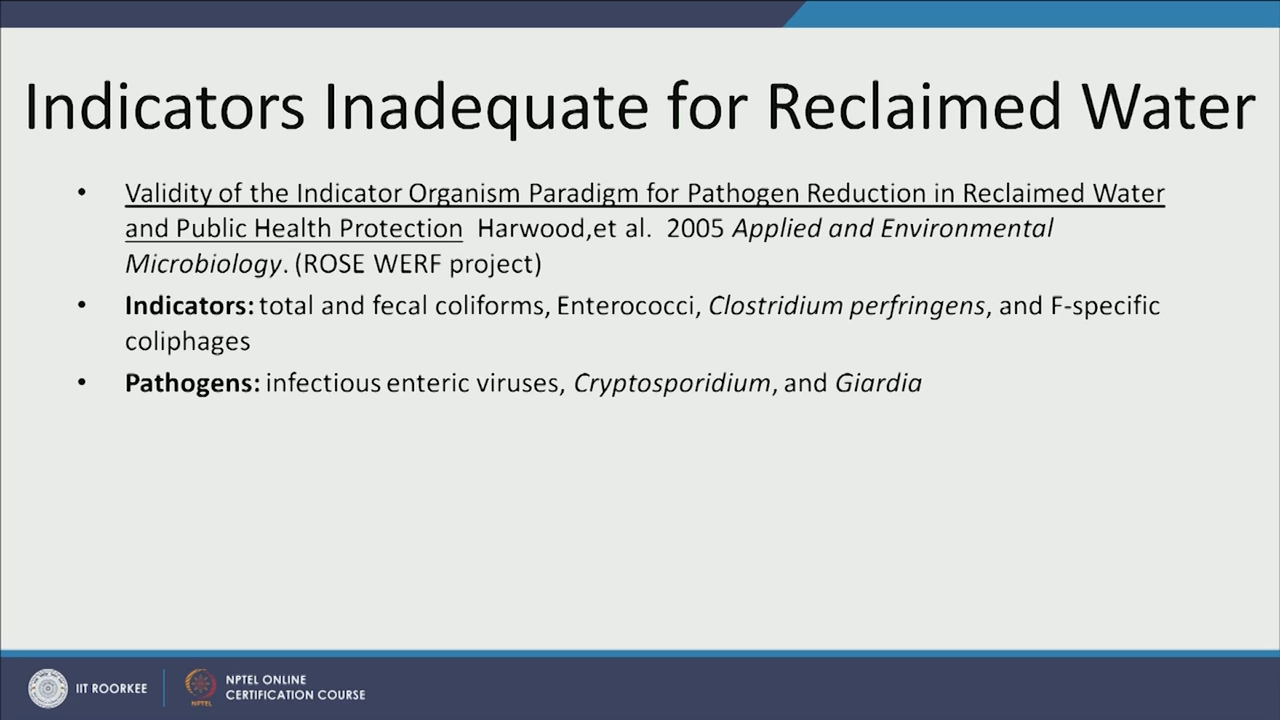 Indicators Inadequate for Reclaimed Water
• Validity of the Indicator Organism Paradigm for Pathogen Reduction in Reclaimed Water
and Public Health Protection Harwood,et al. 2005 Applied and Environmental
Microbiology. (ROSE WERF project)
• Indicators: total and fecal coliforms, Enterococci, Clostridium perfringens, and F-specific
coliphages
• Pathogens: infectious enteric viruses, Cryptosporidium, and Giardia
IIT ROORKEE
NPTEL
NPTEL ONLINE
CERTIFICATION COURSE